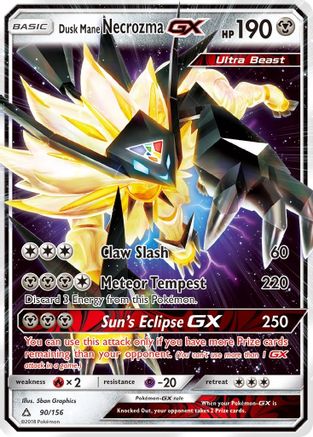 BASIC Dusk Mane Necrozma GX HP 190
Ultra Beast
Claw Slash 60
Meteor Tempest 220
Discard 3 Energy from this Pokémon.
Sun's Eclipse GX 250
You can use this attack only if you have more Prize cards
remaining than your opponent. (You can't use more than 1 GX
attack in a game.)
weakness ×2 resistance -20 retreat
Pokémon-GX rule
When your Pokémon-GX is
Knocked Out, your opponent takes 2 Prize cards.
Illus. 5ban Graphics
90/156
©2018 Pokémon